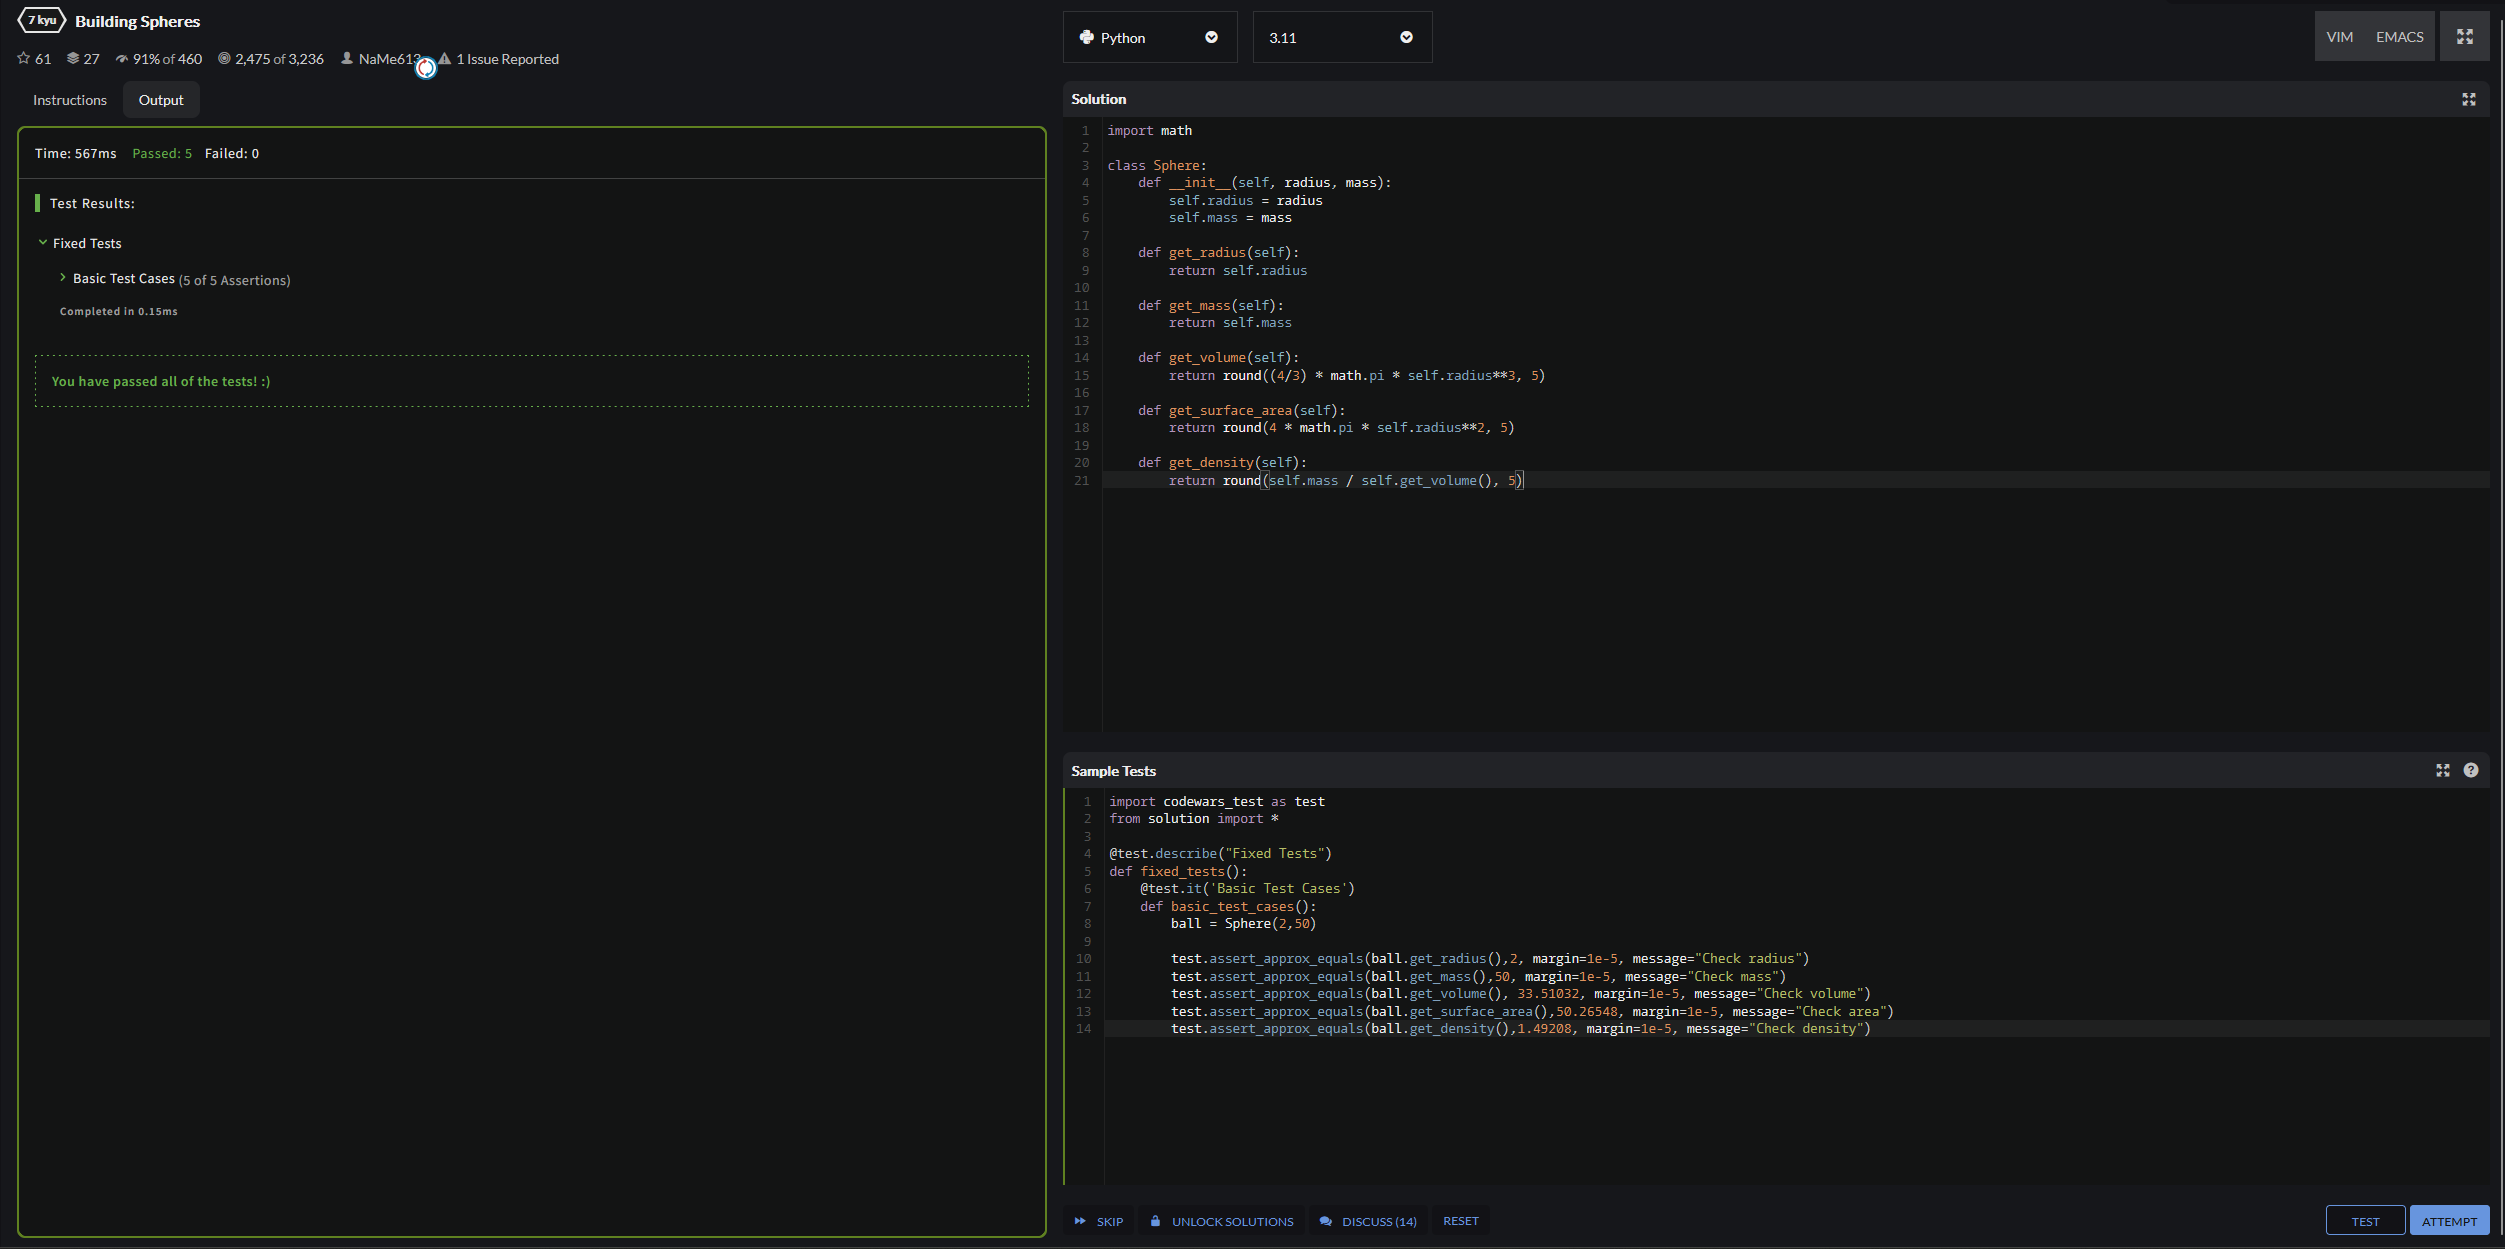 7 kyu Building Spheres
61 27 91% of 460 2,475 of 3,236 NaMe613 1 Issue Reported
Instructions Output
Time: 567ms Passed: 5 Failed: 0
Test Results:
Fixed Tests
Basic Test Cases (5 of 5 Assertions)
Completed in 0.15ms
You have passed all of the tests! :)
Python 3.11 VIM EMACS
Solution
1 import math
2
3 class Sphere:
4     def __init__(self, radius, mass):
5         self.radius = radius
6         self.mass = mass
7
8     def get_radius(self):
9         return self.radius
10
11     def get_mass(self):
12         return self.mass
13
14     def get_volume(self):
15         return round((4/3) * math.pi * self.radius**3, 5)
16
17     def get_surface_area(self):
18         return round(4 * math.pi * self.radius**2, 5)
19
20     def get_density(self):
21         return round(self.mass / self.get_volume(), 5)
Sample Tests
1 import codewars_test as test
2 from solution import *
3
4 @test.describe("Fixed Tests")
5 def fixed_tests():
6     @test.it('Basic Test Cases')
7     def basic_test_cases():
8         ball = Sphere(2,50)
9
10         test.assert_approx_equals(ball.get_radius(),2, margin=1e-5, message="Check radius")
11         test.assert_approx_equals(ball.get_mass(),50, margin=1e-5, message="Check mass")
12         test.assert_approx_equals(ball.get_volume(), 33.51032, margin=1e-5, message="Check volume")
13         test.assert_approx_equals(ball.get_surface_area(),50.26548, margin=1e-5, message="Check area")
14         test.assert_approx_equals(ball.get_density(),1.49208, margin=1e-5, message="Check density")
SKIP UNLOCK SOLUTIONS DISCUSS (14) RESET TEST ATTEMPT